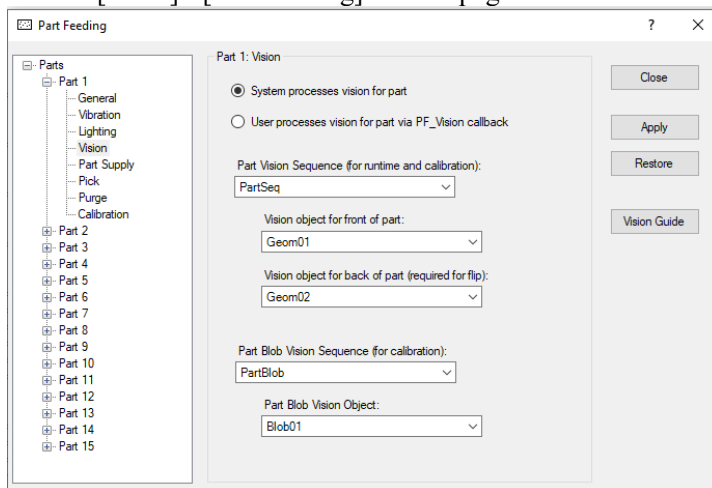 Part Feeding
?
Parts
Part 1
General
Vibration
Lighting
Vision
Part Supply
Pick
Purge
Calibration
Part 2
Part 3
Part 4
Part 5
Part 6
Part 7
Part 8
Part 9
Part 10
Part 11
Part 12
Part 13
Part 14
Part 15
Part 1: Vision
System processes vision for part
User processes vision for part via PF_Vision callback
Part Vision Sequence (for runtime and calibration):
PartSeq
Vision object for front of part:
Geom01
Vision object for back of part (required for flip):
Geom02
Part Blob Vision Sequence (for calibration):
PartBlob
Part Blob Vision Object:
Blob01
Close
Apply
Restore
Vision Guide